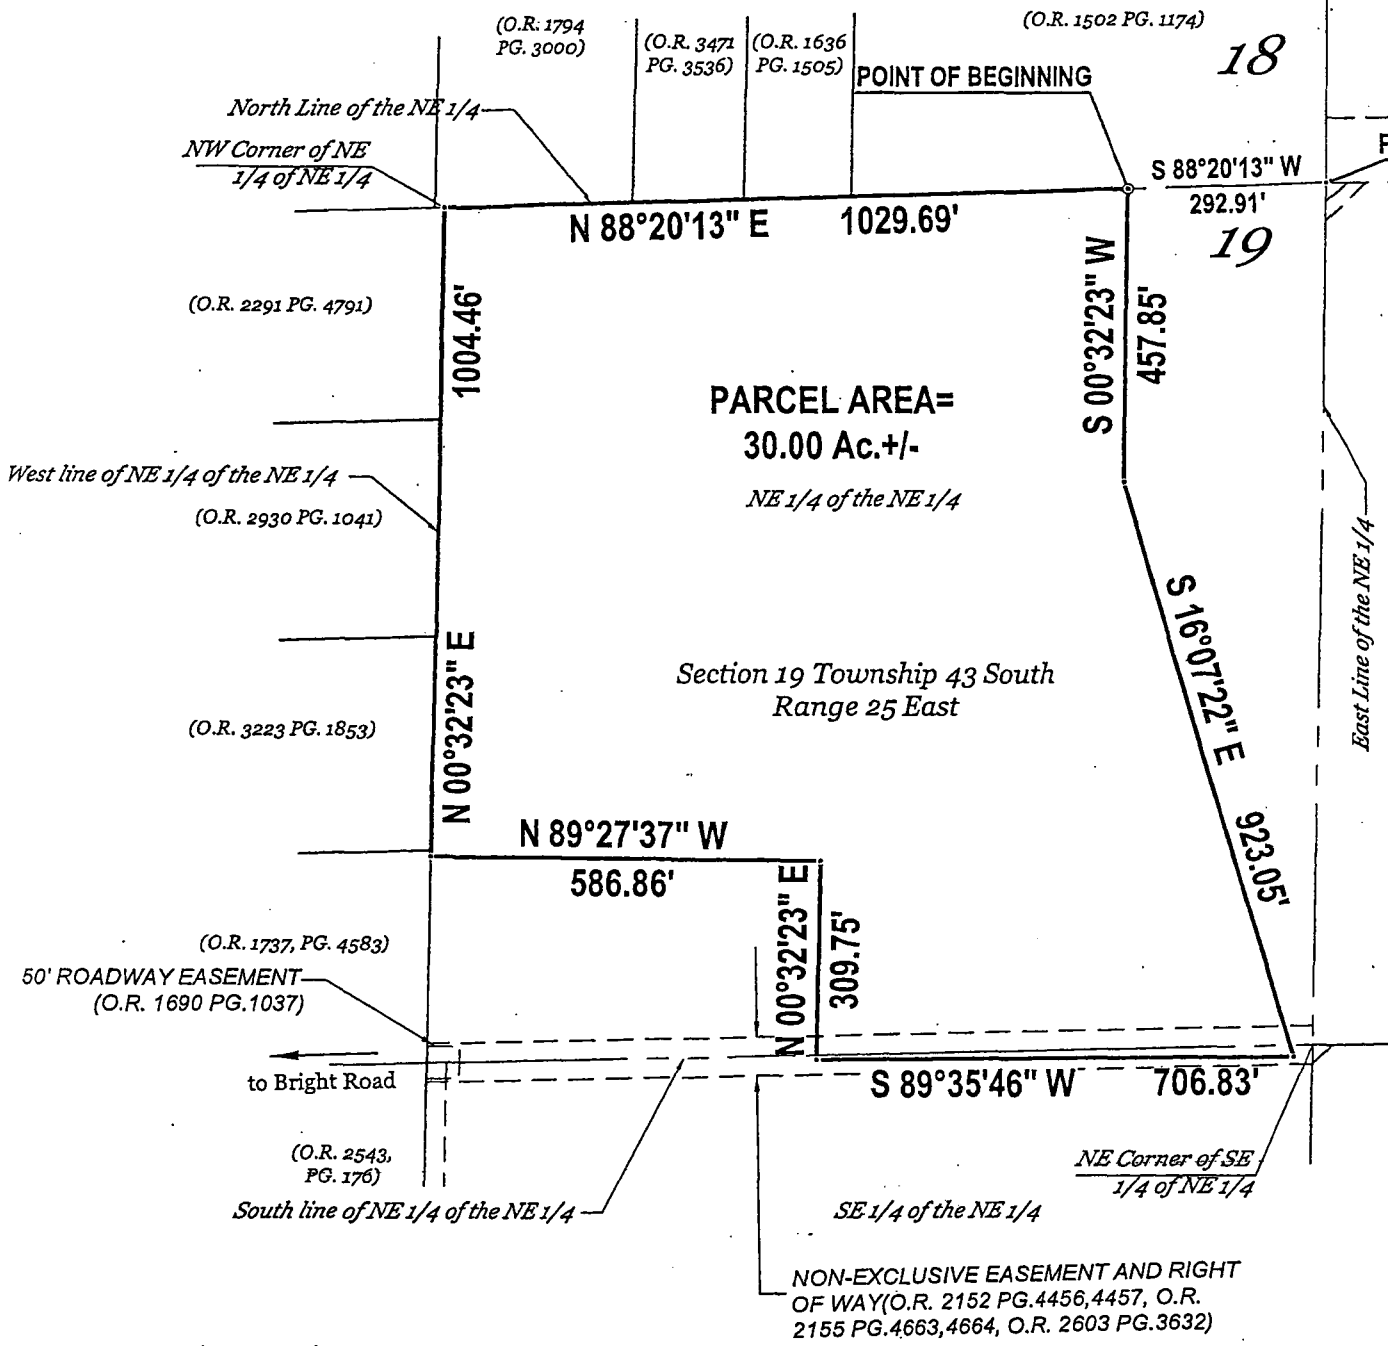 (O.R. 1794
PG. 3000)
(O.R. 3471
PG. 3536)
(O.R. 1636
PG. 1505)
(O.R. 1502 PG. 1174)
18
POINT OF BEGINNING
North Line of the NE 1/4
NW Corner of NE
1/4 of NE 1/4
S 88°20'13" W
292.91'
N 88°20'13" E
1029.69'
19
(O.R. 2291 PG. 4791)
1004.46'
S 00°32'23" W
457.85'
PARCEL AREA=
30.00 Ac.+/-
NE 1/4 of the NE 1/4
West line of NE 1/4 of the NE 1/4
(O.R. 2930 PG. 1041)
East Line of the NE 1/4
S 16°07'22" E
923.05'
N 00°32'23" E
Section 19 Township 43 South
Range 25 East
(O.R. 3223 PG. 1853)
N 89°27'37" W
586.86'
N 00°32'23" E
309.75'
(O.R. 1737, PG. 4583)
50' ROADWAY EASEMENT
(O.R. 1690 PG.1037)
to Bright Road
S 89°35'46" W
706.83'
(O.R. 2543,
PG. 176)
NE Corner of SE
1/4 of NE 1/4
South line of NE 1/4 of the NE 1/4
SE 1/4 of the NE 1/4
NON-EXCLUSIVE EASEMENT AND RIGHT
OF WAY(O.R. 2152 PG.4456,4457, O.R.
2155 PG.4663,4664, O.R. 2603 PG.3632)